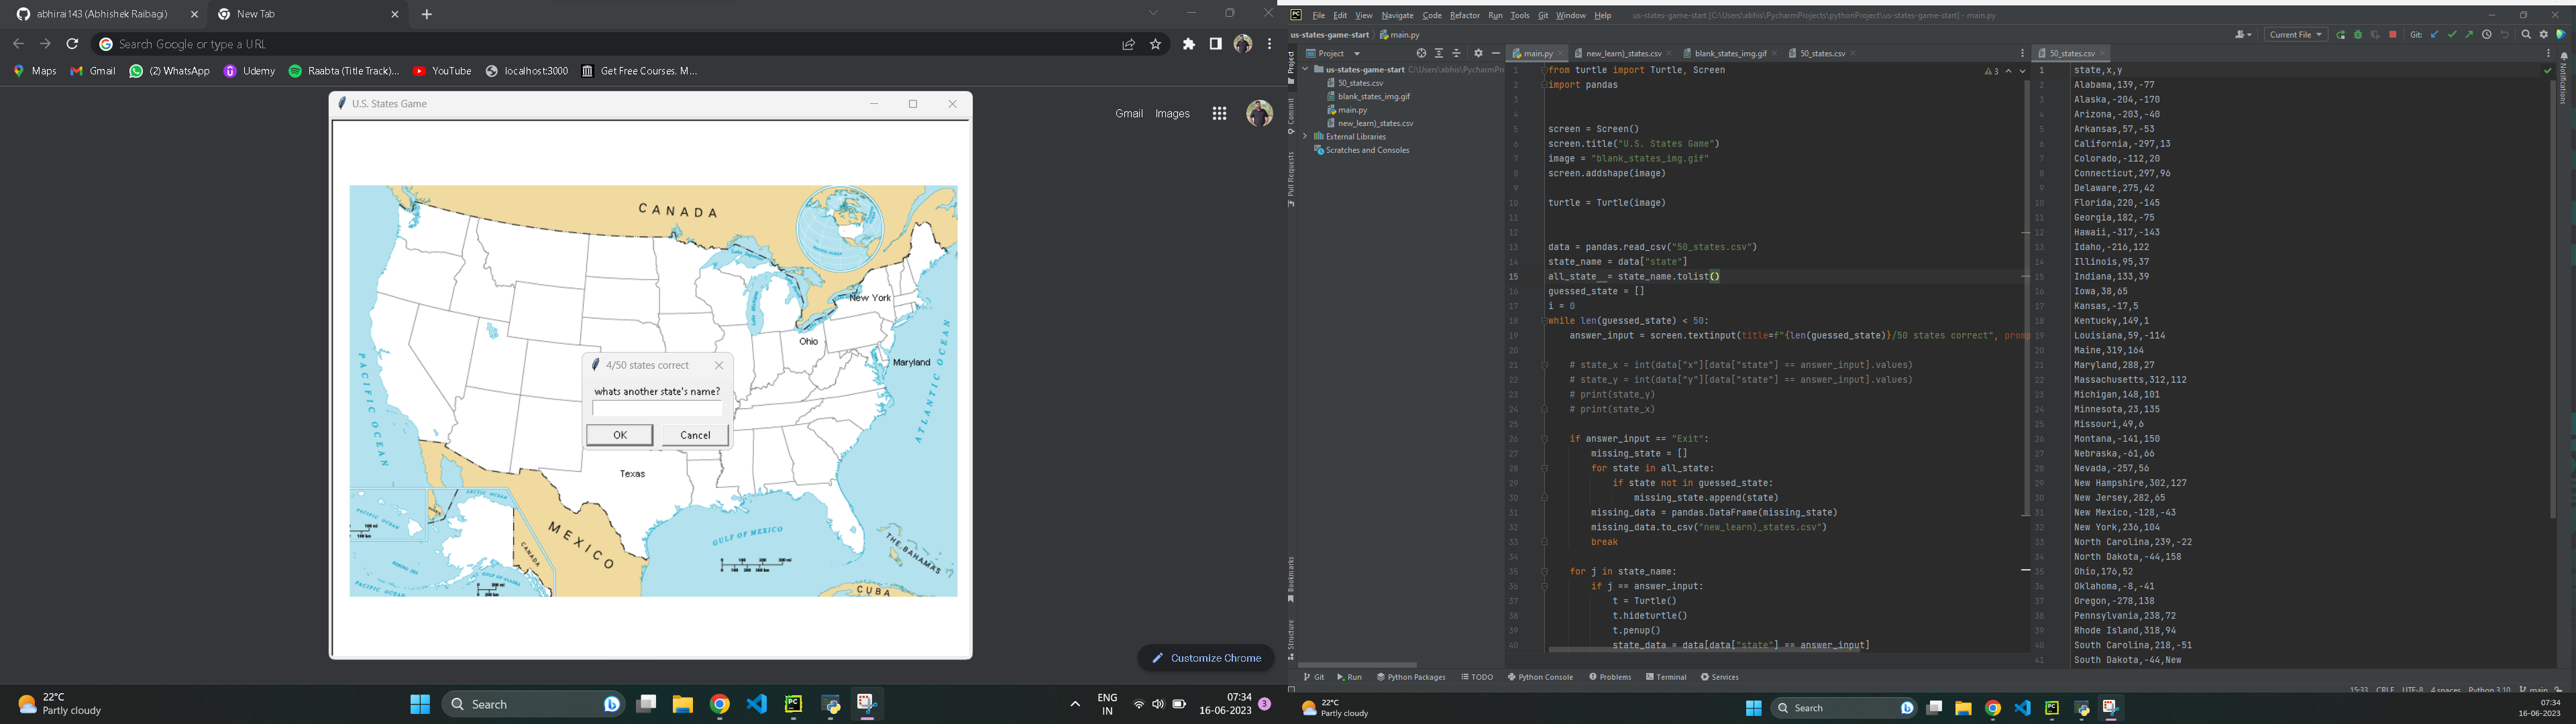 abhirai143 (Abhishek Raibagi)
New Tab
Search Google or type a URL
Maps
Gmail
(2) WhatsApp
Udemy
Raabta (Title Track)...
YouTube
localhost:3000
Get Free Courses. M...
Gmail Images
U.S. States Game
CANADA
Lake Superior
Lake Michigan
New York
Ohio
Maryland
Texas
PACIFIC OCEAN
ATLANTIC OCEAN
GULF OF MEXICO
MEXICO
THE BAHAMAS
CUBA
ARCTIC OCEAN
CANADA
PACIFIC OCEAN
4/50 states correct
whats another state's name?
OK Cancel
Customize Chrome
22°C
Partly cloudy
Search
ENG
IN
07:34
16-06-2023
3
File Edit View Navigate Code Refactor Run Tools Git Window Help
us-states-game-start [C:\Users\abhis\PycharmProjects\pythonProject\us-states-game-start] - main.py
us-states-game-start main.py
Current File
Git:
Project
us-states-game-start C:\Users\abhis\PycharmPr
50_states.csv
blank_states_img.gif
main.py
new_learn)_states.csv
External Libraries
Scratches and Consoles
Project
Commit
Pull Requests
Bookmarks
Structure
main.py
new_learn)_states.csv
blank_states_img.gif
50_states.csv
3
1 from turtle import Turtle, Screen
2 import pandas
3
4
5 screen = Screen()
6 screen.title("U.S. States Game")
7 image = "blank_states_img.gif"
8 screen.addshape(image)
9
10 turtle = Turtle(image)
11
12
13 data = pandas.read_csv("50_states.csv")
14 state_name = data["state"]
15 all_state__= state_name.tolist()
16 guessed_state = []
17 i = 0
18 while len(guessed_state) < 50:
19 answer_input = screen.textinput(title=f"{len(guessed_state)}/50 states correct", promp
20
21 # state_x = int(data["x"][data["state"] == answer_input].values)
22 # state_y = int(data["y"][data["state"] == answer_input].values)
23 # print(state_y)
24 # print(state_x)
25
26 if answer_input == "Exit":
27 missing_state = []
28 for state in all_state:
29 if state not in guessed_state:
30 missing_state.append(state)
31 missing_data = pandas.DataFrame(missing_state)
32 missing_data.to_csv("new_learn)_states.csv")
33 break
34
35 for j in state_name:
36 if j == answer_input:
37 t = Turtle()
38 t.hideturtle()
39 t.penup()
40 state_data = data[data["state"] == answer_input]
50_states.csv
1 state,x,y
2 Alabama,139,-77
3 Alaska,-204,-170
4 Arizona,-203,-40
5 Arkansas,57,-53
6 California,-297,13
7 Colorado,-112,20
8 Connecticut,297,96
9 Delaware,275,42
10 Florida,220,-145
11 Georgia,182,-75
12 Hawaii,-317,-143
13 Idaho,-216,122
14 Illinois,95,37
15 Indiana,133,39
16 Iowa,38,65
17 Kansas,-17,5
18 Kentucky,149,1
19 Louisiana,59,-114
20 Maine,319,164
21 Maryland,288,27
22 Massachusetts,312,112
23 Michigan,148,101
24 Minnesota,23,135
25 Missouri,49,6
26 Montana,-141,150
27 Nebraska,-61,66
28 Nevada,-257,56
29 New Hampshire,302,127
30 New Jersey,282,65
31 New Mexico,-128,-43
32 New York,236,104
33 North Carolina,239,-22
34 North Dakota,-44,158
35 Ohio,176,52
36 Oklahoma,-8,-41
37 Oregon,-278,138
38 Pennsylvania,238,72
39 Rhode Island,318,94
40 South Carolina,218,-51
41 South Dakota,-44,New
Notifications
Git Run Python Packages TODO Python Console Problems Terminal Services
15:33 CRLF UTF-8 4 spaces Python 3.10 main
22°C
Partly cloudy
Search
07:34
16-06-2023